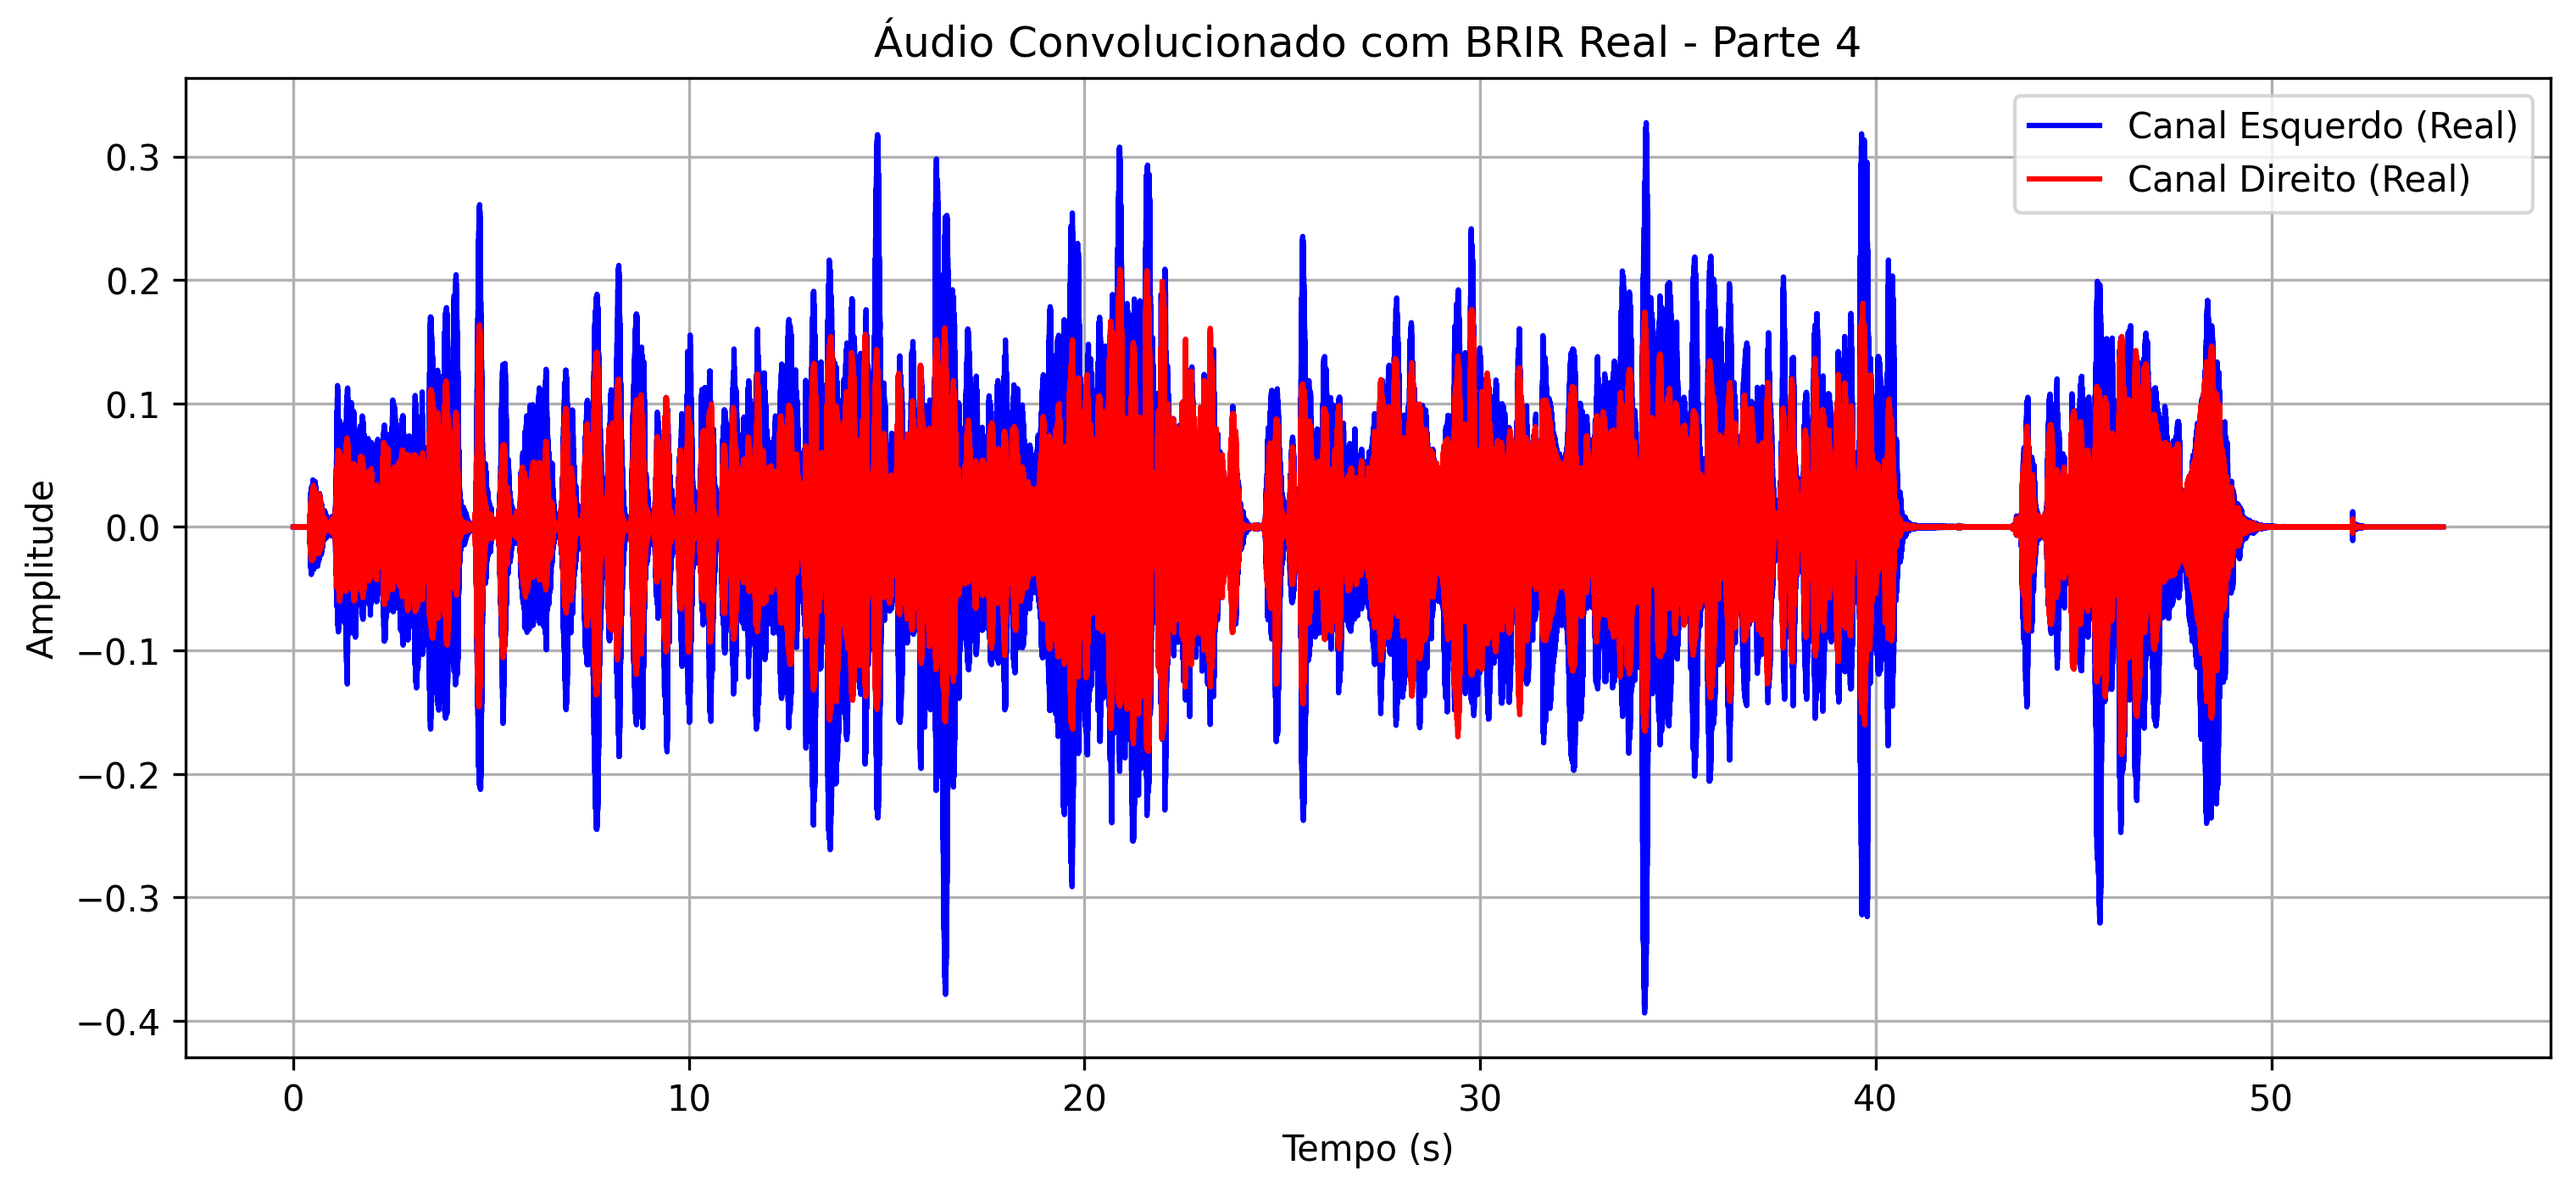 Áudio Convolucionado com BRIR Real - Parte 4
Canal Esquerdo (Real)
Canal Direito (Real)
Amplitude
0.3
0.2
0.1
0.0
−0.1
−0.2
−0.3
−0.4
0 10 20 30 40 50
Tempo (s)